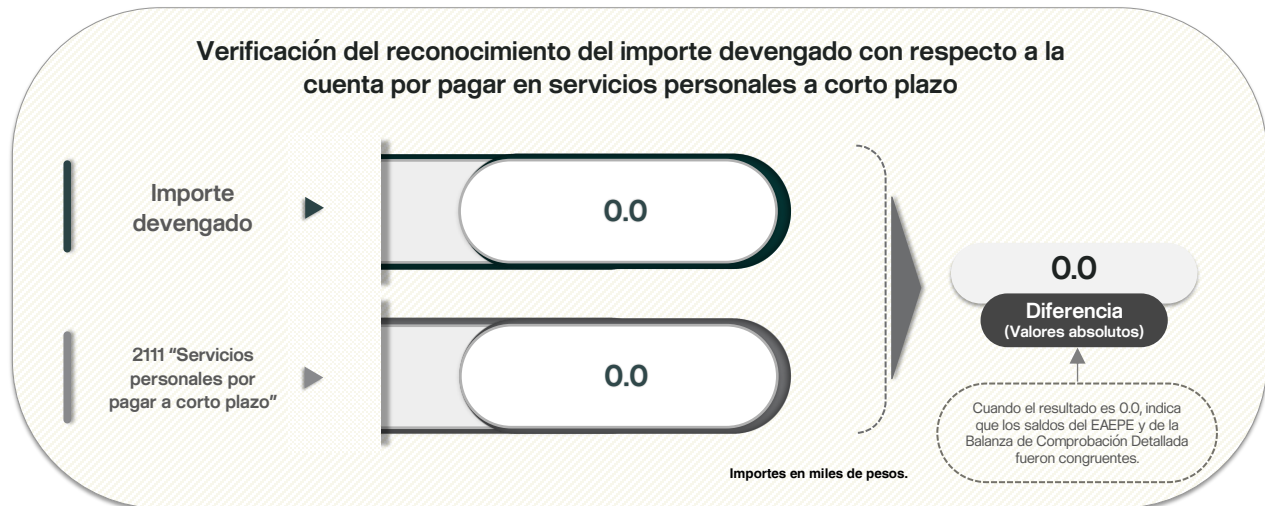 Verificación del reconocimiento del importe devengado con respecto a la
cuenta por pagar en servicios personales a corto plazo
Importe
devengado
0.0
2111 “Servicios
personales por
pagar a corto plazo”
0.0
0.0
Diferencia
(Valores absolutos)
Cuando el resultado es 0.0, indica
que los saldos del EAEPE y de la
Balanza de Comprobación Detallada
fueron congruentes.
Importes en miles de pesos.